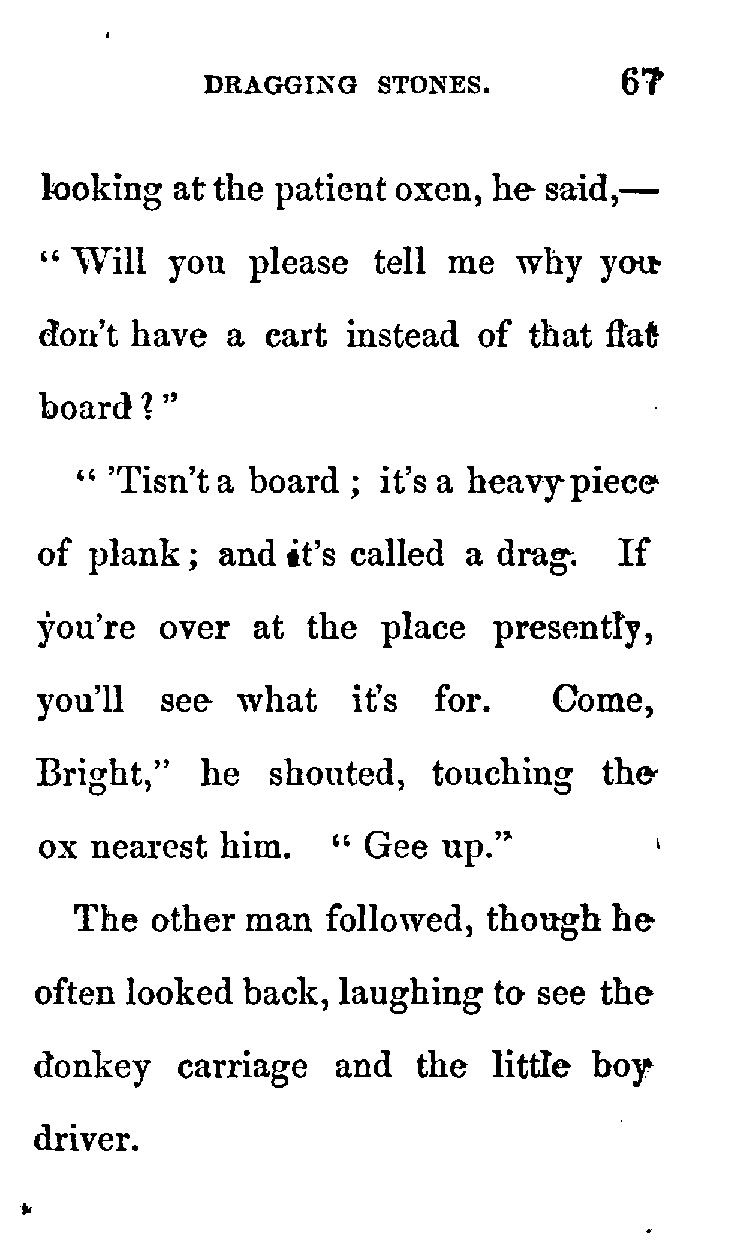 DRAGGING STONES. 67
looking at the patient oxen, he said,—
“ Will you please tell me why you
don’t have a cart instead of that flat
board ? ”
“ ’Tisn’t a board ; it’s a heavy piece
of plank ; and it’s called a drag. If
you’re over at the place presently,
you’ll see what it’s for. Come,
Bright,” he shouted, touching the
ox nearest him. “ Gee up.”
The other man followed, though he
often looked back, laughing to see the
donkey carriage and the little boy
driver.